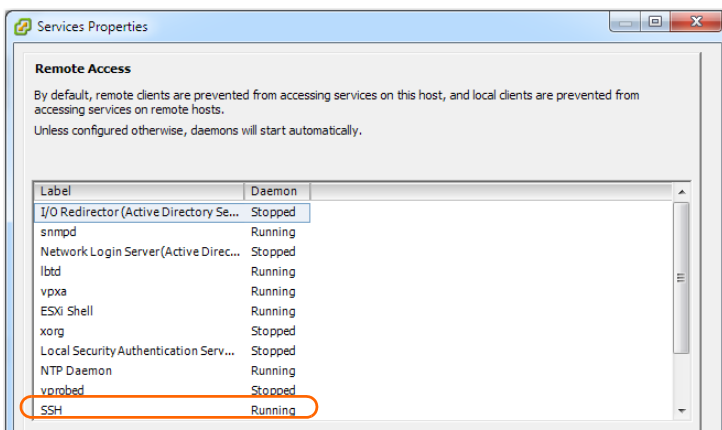 Services Properties
Remote Access
By default, remote clients are prevented from accessing services on this host, and local clients are prevented from
accessing services on remote hosts.
Unless configured otherwise, daemons will start automatically.
Label Daemon
I/O Redirector (Active Directory Se... Stopped
snmpd Running
Network Login Server(Active Direc... Stopped
lbtd Running
vpxa Running
ESXi Shell Running
xorg Stopped
Local Security Authentication Serv... Stopped
NTP Daemon Running
vprobed Stopped
SSH Running